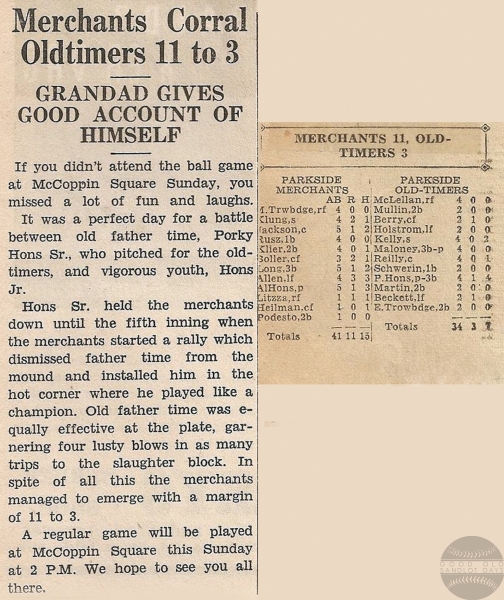 Merchants Corral
Oldtimers 11 to 3
GRANDAD GIVES
GOOD ACCOUNT OF
HIMSELF
If you didn't attend the ball game
at McCoppin Square Sunday, you
missed a lot of fun and laughs.
It was a perfect day for a battle
between old father time, Porky
Hons Sr., who pitched for the old-
timers, and vigorous youth, Hons
Jr.
Hons Sr. held the merchants
down until the fifth inning when
the merchants started a rally which
dismissed father time from the
mound and installed him in the
hot corner where he played like a
champion. Old father time was e-
qually effective at the plate, gar-
nering four lusty blows in as many
trips to the slaughter block. In
spite of all this the merchants
managed to emerge with a margin
of 11 to 3.
A regular game will be played
at McCoppin Square this Sunday
at 2 P.M. We hope to see you all
there.
MERCHANTS 11, OLD-
TIMERS 3
PARKSIDE
MERCHANTS
AB R H
M.Trwbdge,rf 4 0 0
Klung,s 4 2 1
Jackson,c 5 1 2
Rusz,1b 4 0 0
Klier,2b 4 0 1
Boller,cf 3 2 1
Long,3b 5 1 2
Allen,lf 4 3 3
AlHons,p 5 1 3
Litzza,rf 1 1 1
Heilman,cf 1 0 1
Podesto,2b 1 0 0
Totals 41 11 15
PARKSIDE
OLD-TIMERS
McLellan,rf 4 0 0
Mullin,2b 2 0 0
Berry,cf 2 1 0
Holstrom,lf 2 0 0
Kelly,s 4 0 2
Maloney,3b-p 4 0 0
Reilly,c 4 0 1
Schwerin,1b 2 0 0
P.Hons,p-3b 4 1 4
Martin,2b 2 0 0
Beckett,lf 2 1 0
E.Trowbdge,2b 2 0 0
Totals 34 3 7
GOOD OLD
SANDLOT DAYS